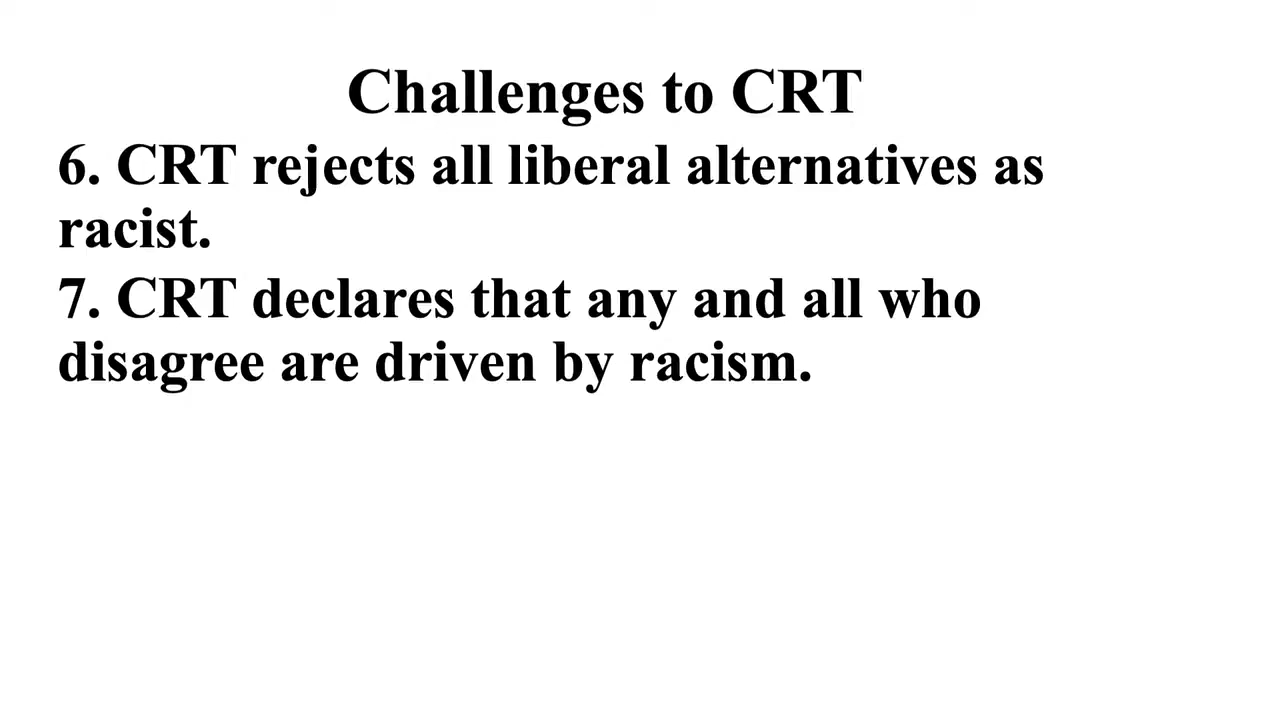 Challenges to CRT
6. CRT rejects all liberal alternatives as
racist.
7. CRT declares that any and all who
disagree are driven by racism.